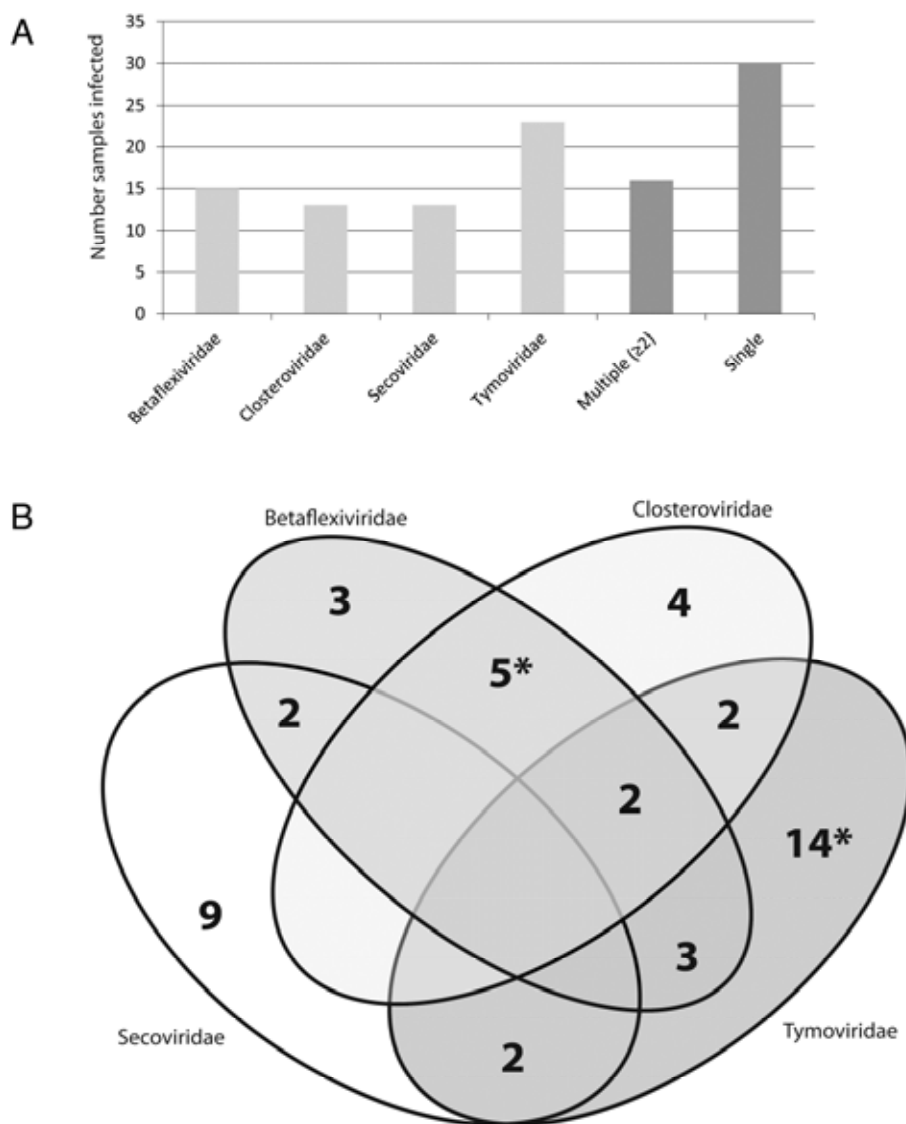 A
Number samples infected
35
30
25
20
15
10
5
0
Betaflexiviridae
Closteroviridae
Secoviridae
Tymoviridae
Multiple (≥2)
Single
B
Betaflexiviridae
Closteroviridae
3
4
5*
2
2
2
14*
9
3
Secoviridae
Tymoviridae
2